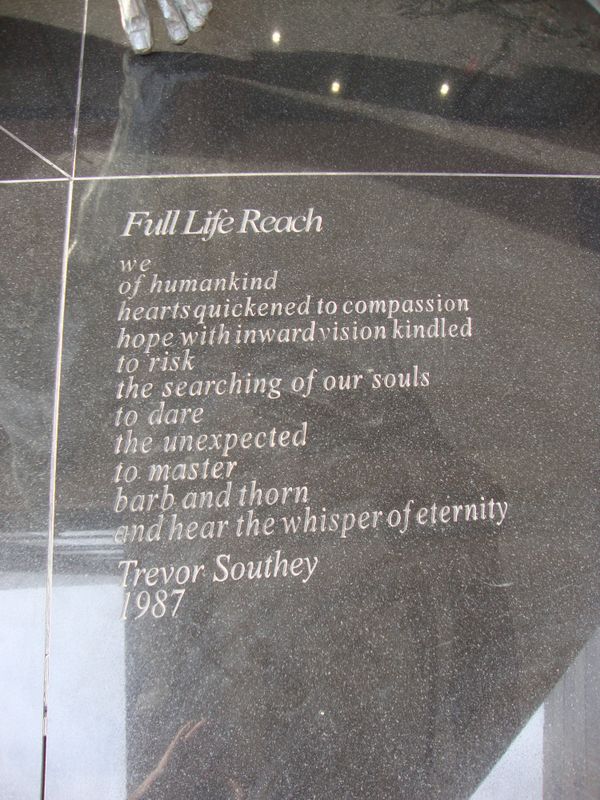 Full Life Reach
we
of humankind
hearts quickened to compassion
hope with inward vision kindled
to risk
the searching of our souls
to dare
the unexpected
to master
barb and thorn
and hear the whisper of eternity
Trevor Southey
1987